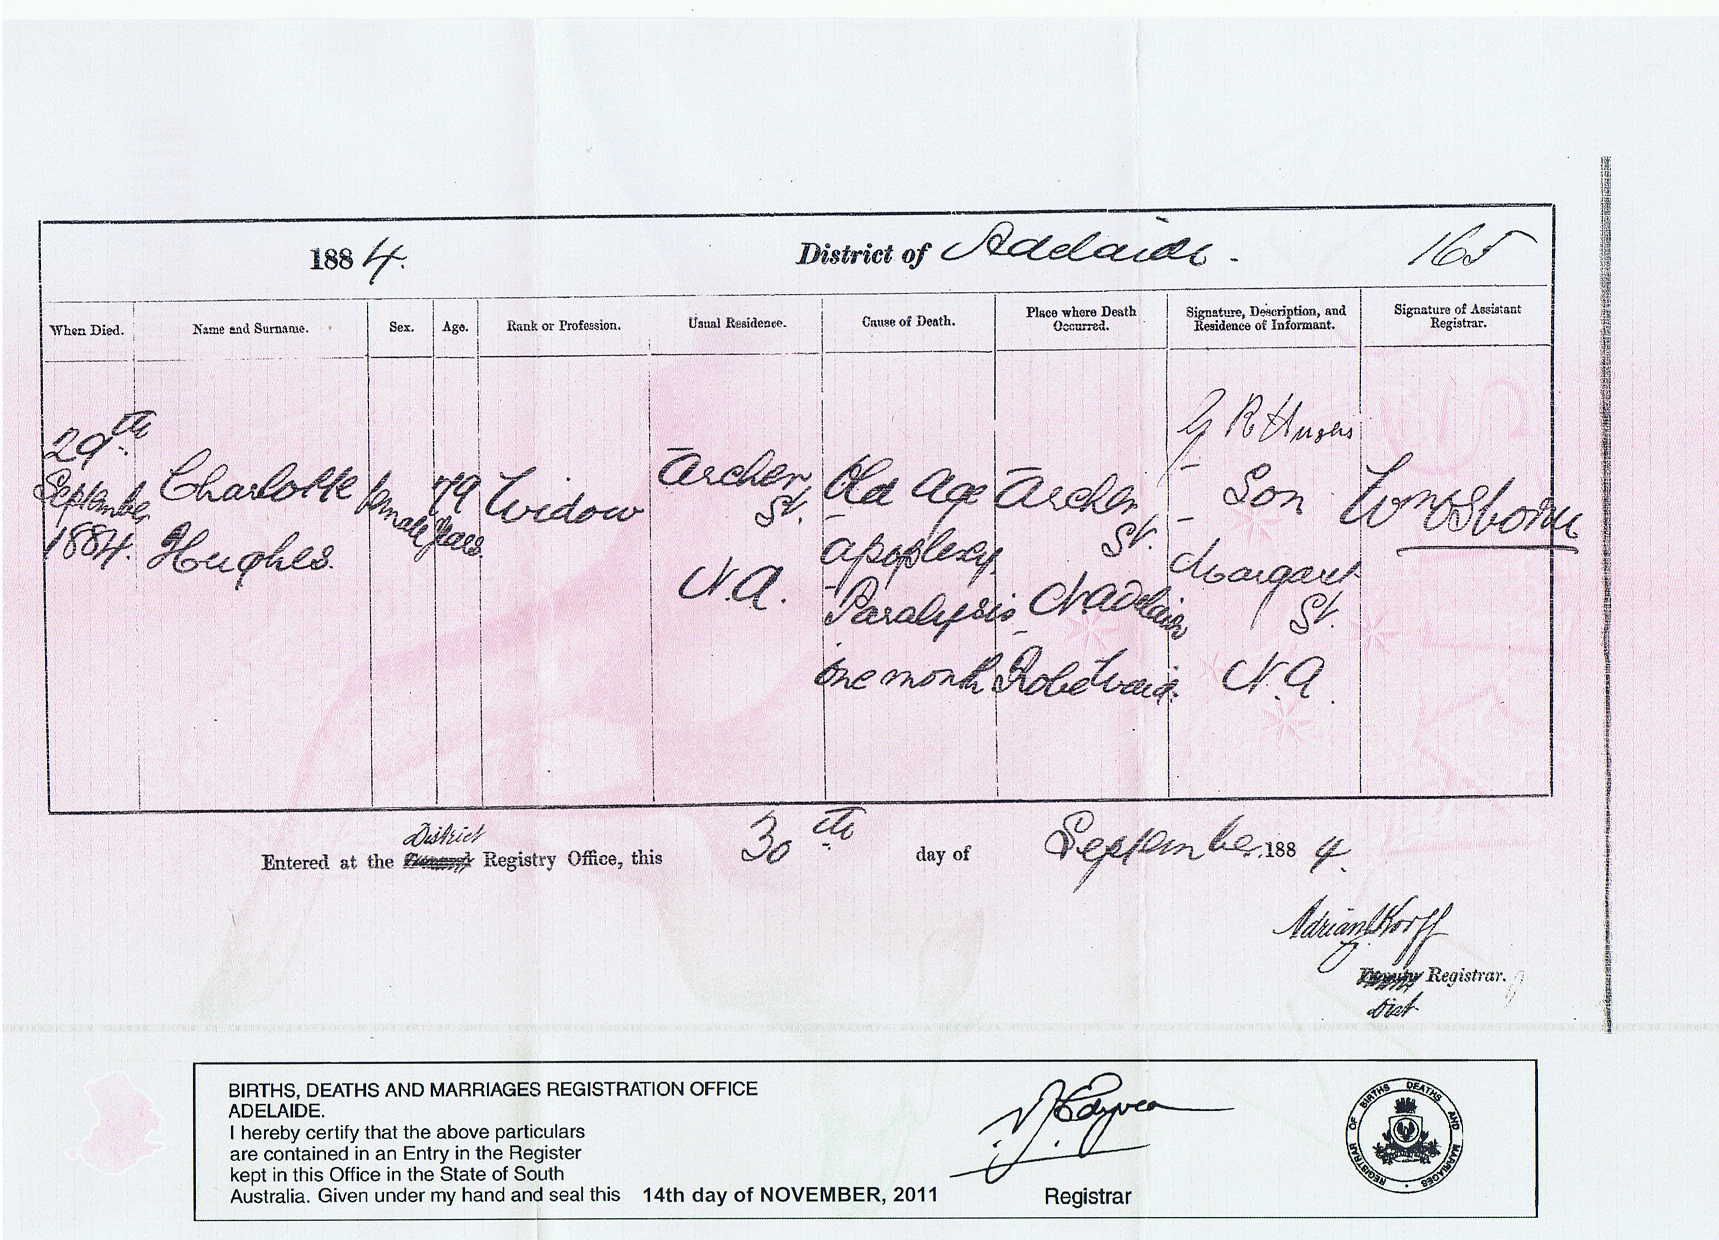 1884. District of Adelaide. 165
When Died. Name and Surname. Sex. Age. Rank or Profession. Usual Residence. Cause of Death. Place where Death Occurred. Signature, Description, and Residence of Informant. Signature of Assistant Registrar.
29th
September
1884.
Charlotte
Hughes.
female
79
years.
Widow
Archer
St.
N.A.
Old Age
apoplexy.
Paralysis
one month
Archer
St.
N. Adelaide
R Hughes
Son
Margaret
St.
N.A.
Wm Osborne
District
Entered at the Registry Office, this 30th day of September 1884.
Adrian Korff
Registrar.
Dist
BIRTHS, DEATHS AND MARRIAGES REGISTRATION OFFICE
ADELAIDE.
I hereby certify that the above particulars
are contained in an Entry in the Register
kept in this Office in the State of South
Australia. Given under my hand and seal this 14th day of NOVEMBER, 2011
Registrar
REGISTRAR OF BIRTHS DEATHS AND MARRIAGES